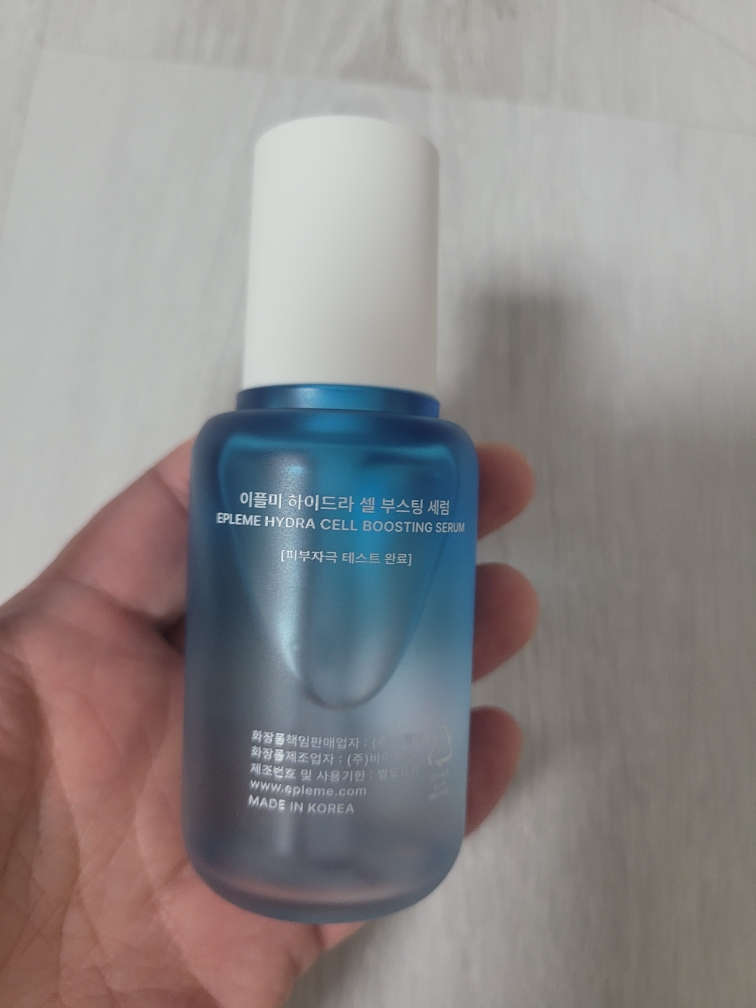 이플미 하이드라 셀 부스팅 세럼
EPLEME HYDRA CELL BOOSTING SERUM
[피부자극 테스트 완료]
화장품책임판매업자 :
화장품제조업자 :
제조번호 및 사용기한 :
www.epleme.com
MADE IN KOREA